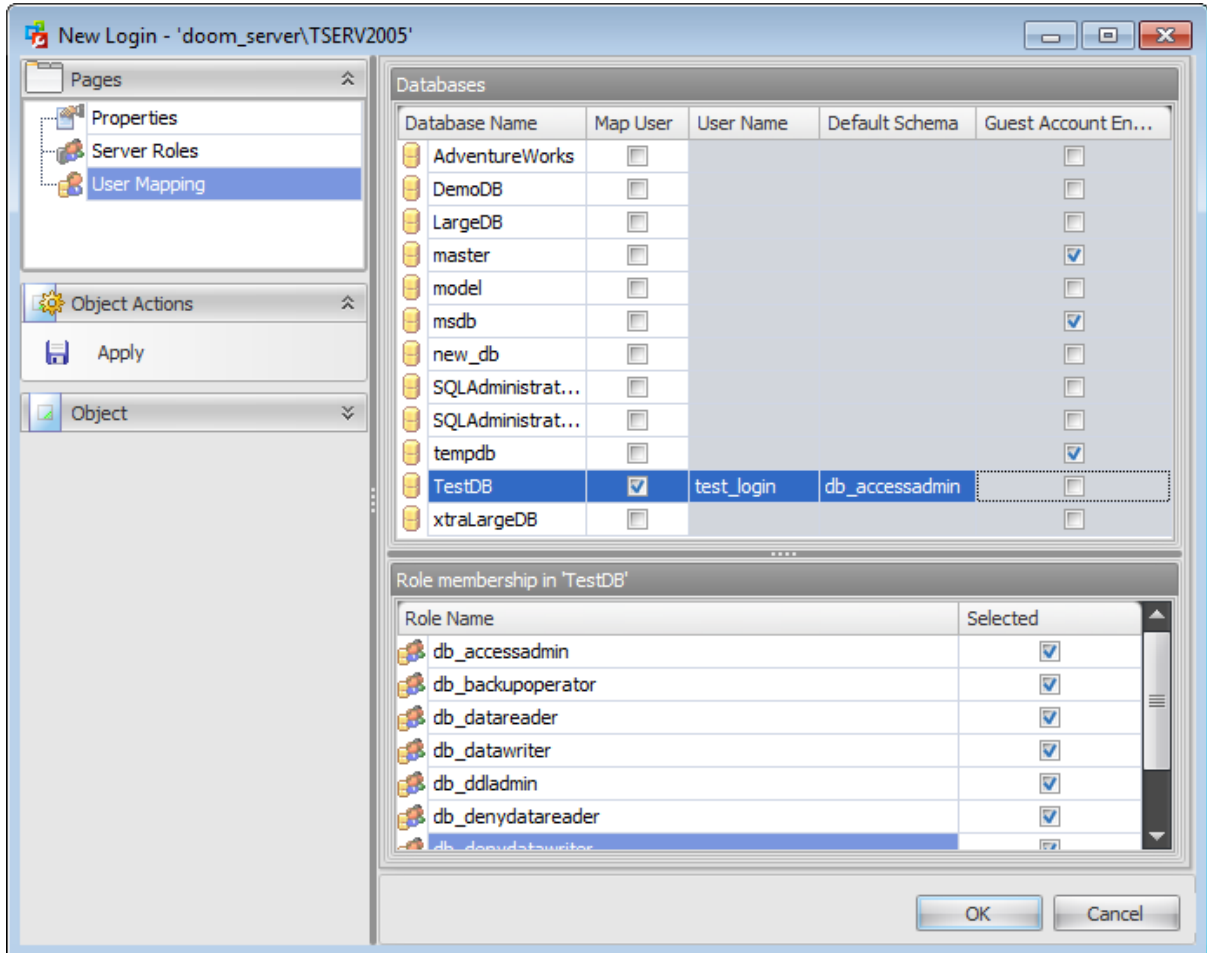 New Login - 'doom_server\TSERV2005'
Pages
Properties
Server Roles
User Mapping
Object Actions
Apply
Object
Databases
Database Name Map User User Name Default Schema Guest Account En...
AdventureWorks
DemoDB
LargeDB
master
model
msdb
new_db
SQLAdministrat...
SQLAdministrat...
tempdb
TestDB test_login db_accessadmin
xtraLargeDB
Role membership in 'TestDB'
Role Name Selected
db_accessadmin
db_backupoperator
db_datareader
db_datawriter
db_ddladmin
db_denydatareader
db_denydatawriter
OK Cancel